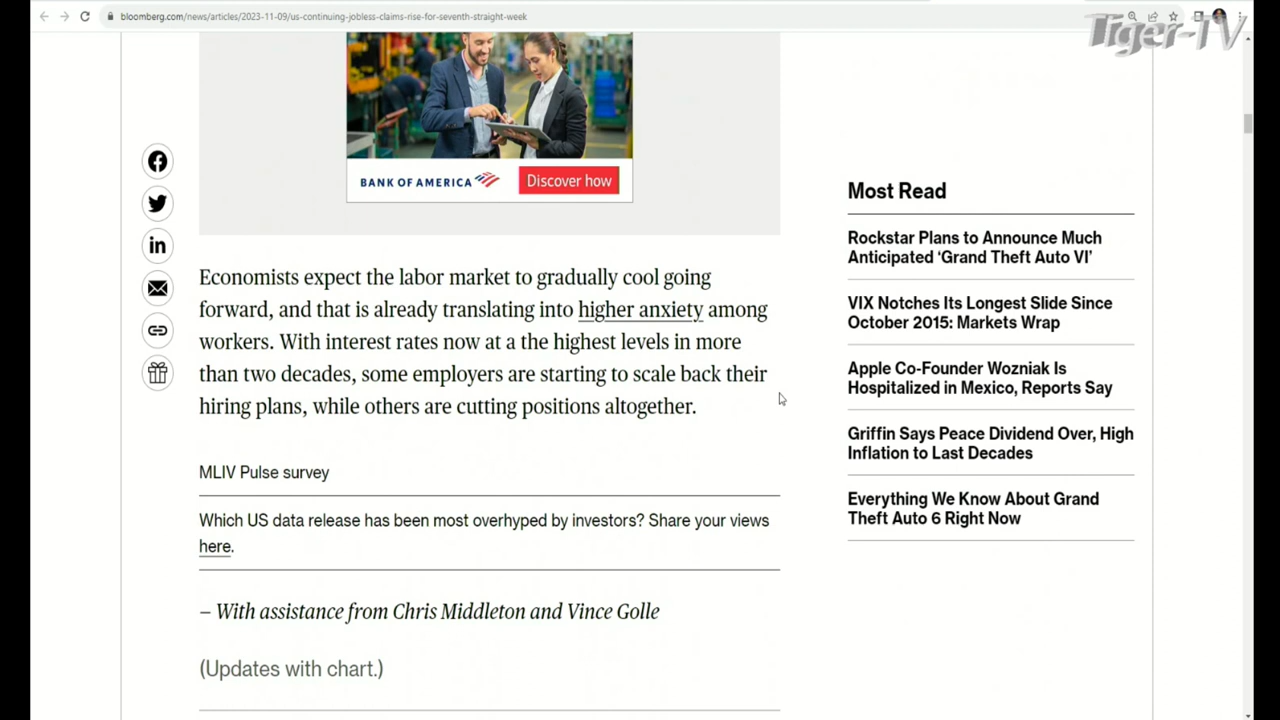 bloomberg.com/news/articles/2023-11-09/us-continuing-jobless-claims-rise-for-seventh-straight-week
Tiger-TV
BANK OF AMERICA
Discover how
Economists expect the labor market to gradually cool going
forward, and that is already translating into higher anxiety among
workers. With interest rates now at a the highest levels in more
than two decades, some employers are starting to scale back their
hiring plans, while others are cutting positions altogether.
MLIV Pulse survey
Which US data release has been most overhyped by investors? Share your views
here.
– With assistance from Chris Middleton and Vince Golle
(Updates with chart.)
Most Read
Rockstar Plans to Announce Much
Anticipated ‘Grand Theft Auto VI’
VIX Notches Its Longest Slide Since
October 2015: Markets Wrap
Apple Co-Founder Wozniak Is
Hospitalized in Mexico, Reports Say
Griffin Says Peace Dividend Over, High
Inflation to Last Decades
Everything We Know About Grand
Theft Auto 6 Right Now